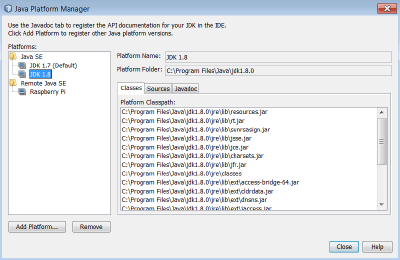 Java Platform Manager
Use the Javadoc tab to register the API documentation for your JDK in the IDE.
Click Add Platform to register other Java platform versions.
Platforms:
Java SE
JDK 1.7 (Default)
JDK 1.8
Remote Java SE
Raspberry Pi
Platform Name: JDK 1.8
Platform Folder: C:\Program Files\Java\jdk1.8.0
Classes Sources Javadoc
Platform Classpath:
C:\Program Files\Java\jdk1.8.0\jre\lib\resources.jar
C:\Program Files\Java\jdk1.8.0\jre\lib\rt.jar
C:\Program Files\Java\jdk1.8.0\jre\lib\sunrsasign.jar
C:\Program Files\Java\jdk1.8.0\jre\lib\jsse.jar
C:\Program Files\Java\jdk1.8.0\jre\lib\jce.jar
C:\Program Files\Java\jdk1.8.0\jre\lib\charsets.jar
C:\Program Files\Java\jdk1.8.0\jre\lib\jfr.jar
C:\Program Files\Java\jdk1.8.0\jre\classes
C:\Program Files\Java\jdk1.8.0\jre\lib\ext\access-bridge-64.jar
C:\Program Files\Java\jdk1.8.0\jre\lib\ext\cldrdata.jar
C:\Program Files\Java\jdk1.8.0\jre\lib\ext\dnsns.jar
C:\Program Files\Java\jdk1.8.0\jre\lib\ext\jaccess.jar
Add Platform... Remove
Close Help